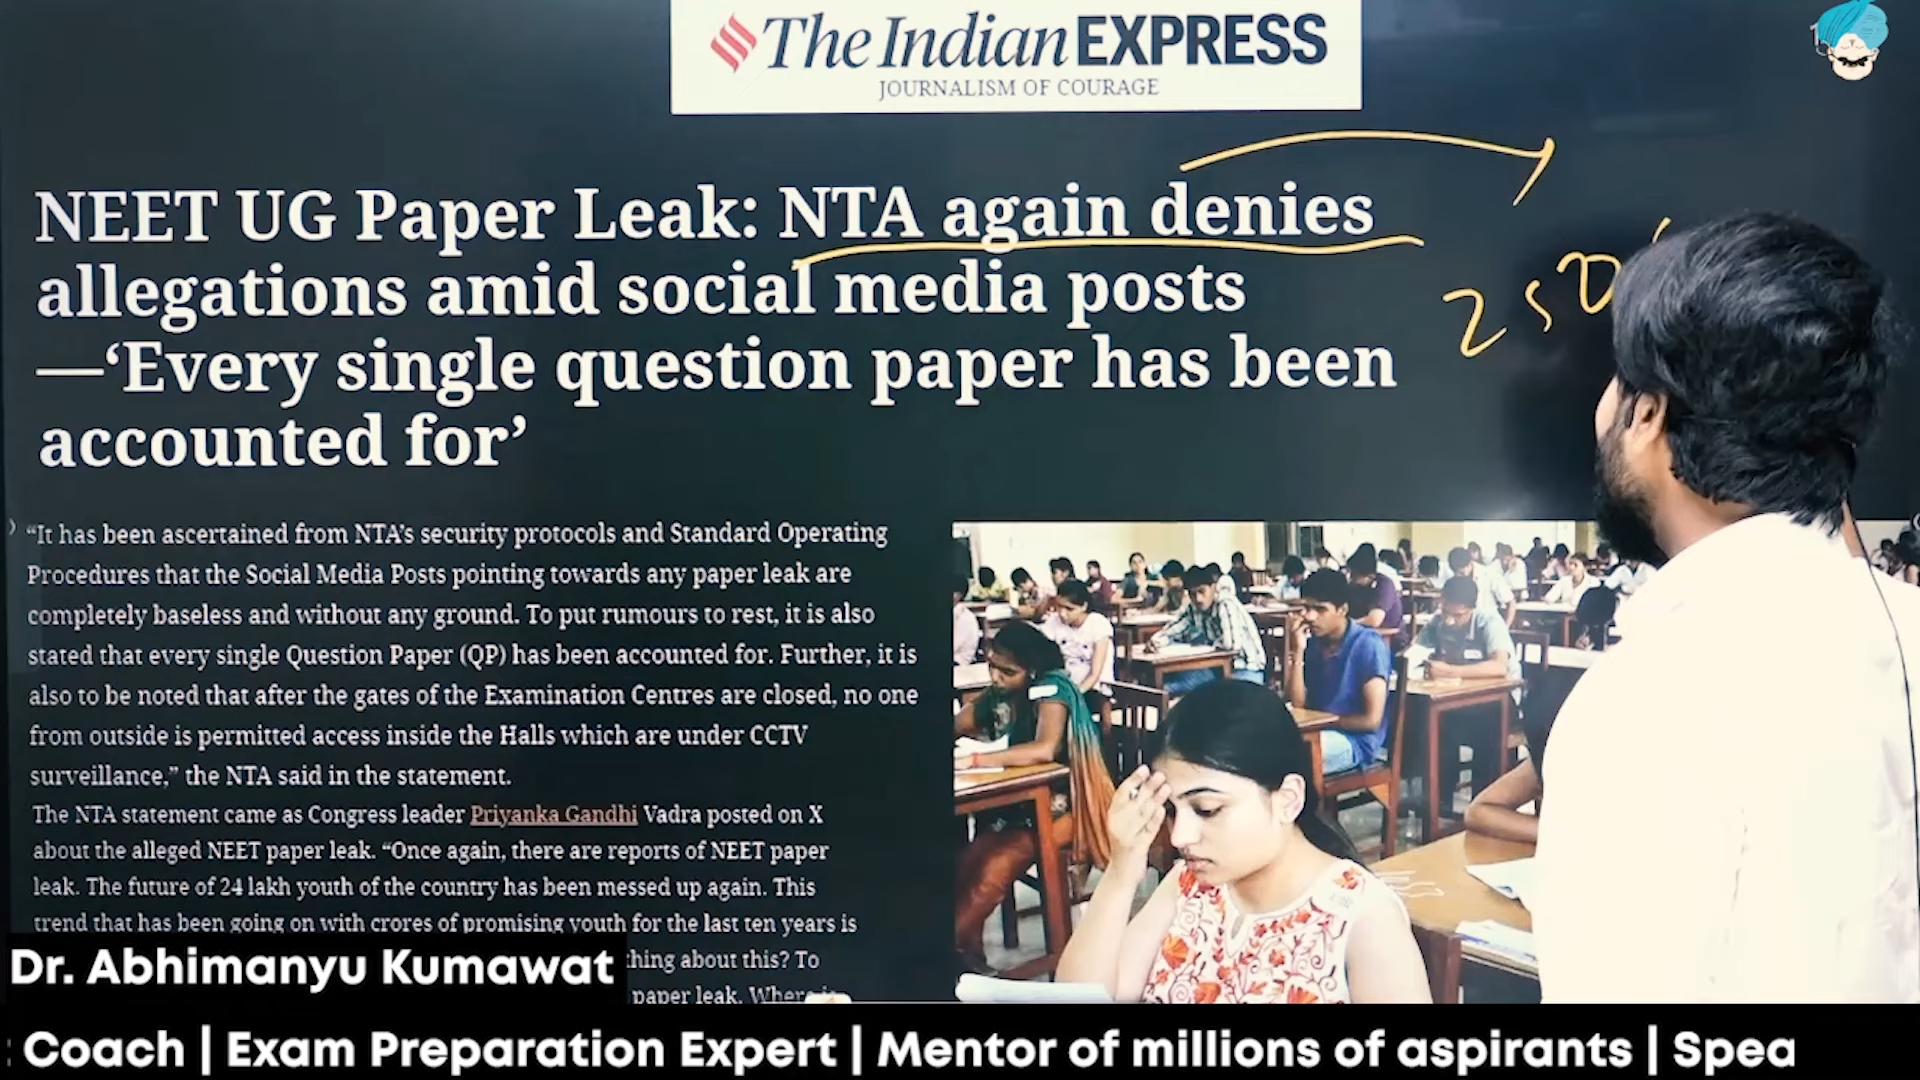 The Indian EXPRESS
JOURNALISM OF COURAGE
NEET UG Paper Leak: NTA again denies
allegations amid social media posts
—‘Every single question paper has been
accounted for’
250
“It has been ascertained from NTA’s security protocols and Standard Operating
Procedures that the Social Media Posts pointing towards any paper leak are
completely baseless and without any ground. To put rumours to rest, it is also
stated that every single Question Paper (QP) has been accounted for. Further, it is
also to be noted that after the gates of the Examination Centres are closed, no one
from outside is permitted access inside the Halls which are under CCTV
surveillance,” the NTA said in the statement.
The NTA statement came as Congress leader Priyanka Gandhi Vadra posted on X
about the alleged NEET paper leak. “Once again, there are reports of NEET paper
leak. The future of 24 lakh youth of the country has been messed up again. This
trend that has been going on with crores of promising youth for the last ten years is
about this? To
paper leak. Where is
Dr. Abhimanyu Kumawat
Coach | Exam Preparation Expert | Mentor of millions of aspirants | Spea